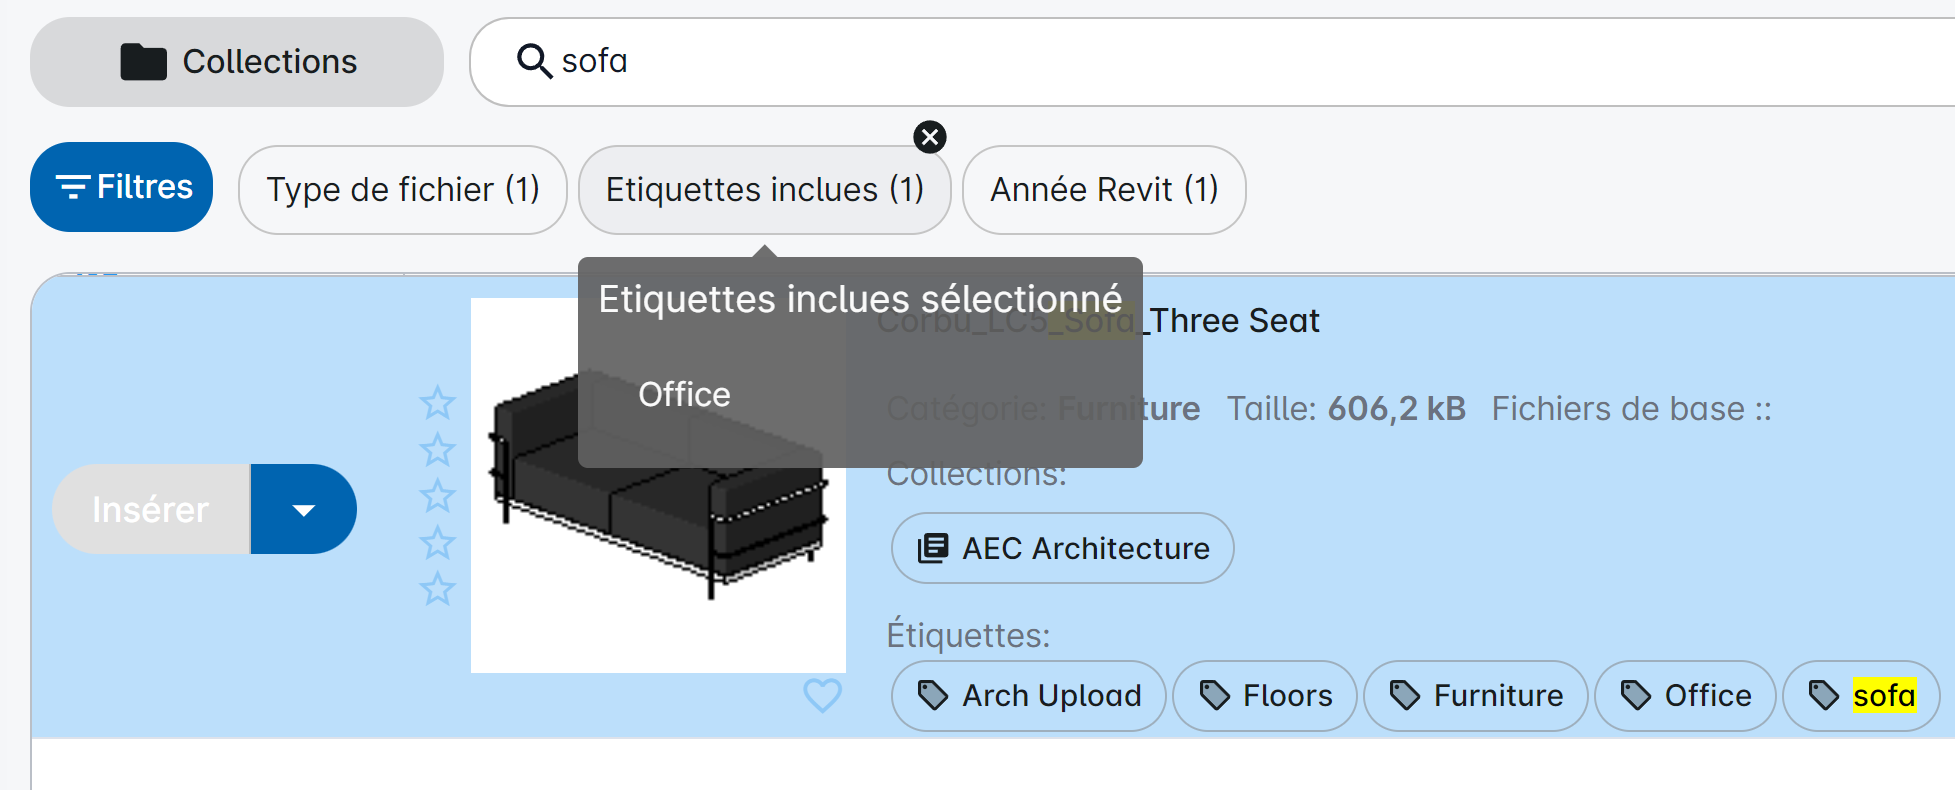 Collections
sofa
Filtres
Type de fichier (1)
Etiquettes inclues (1)
Année Revit (1)
Etiquettes inclues sélectionné
Corbu_LC5_Sofa_Three Seat
Office
Catégorie: Furniture Taille: 606,2 kB Fichiers de base ::
Collections:
Insérer
AEC Architecture
Étiquettes:
Arch Upload
Floors
Furniture
Office
sofa